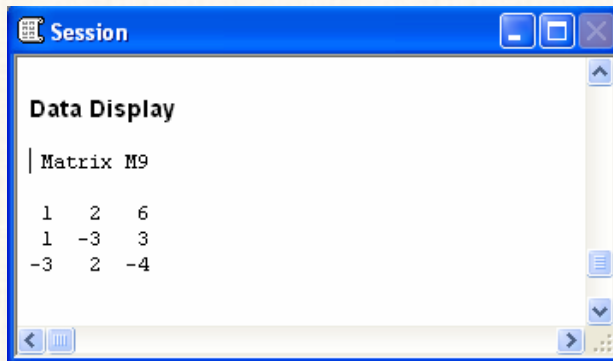 Session
Data Display
Matrix M9
1 2 6
1 -3 3
-3 2 -4